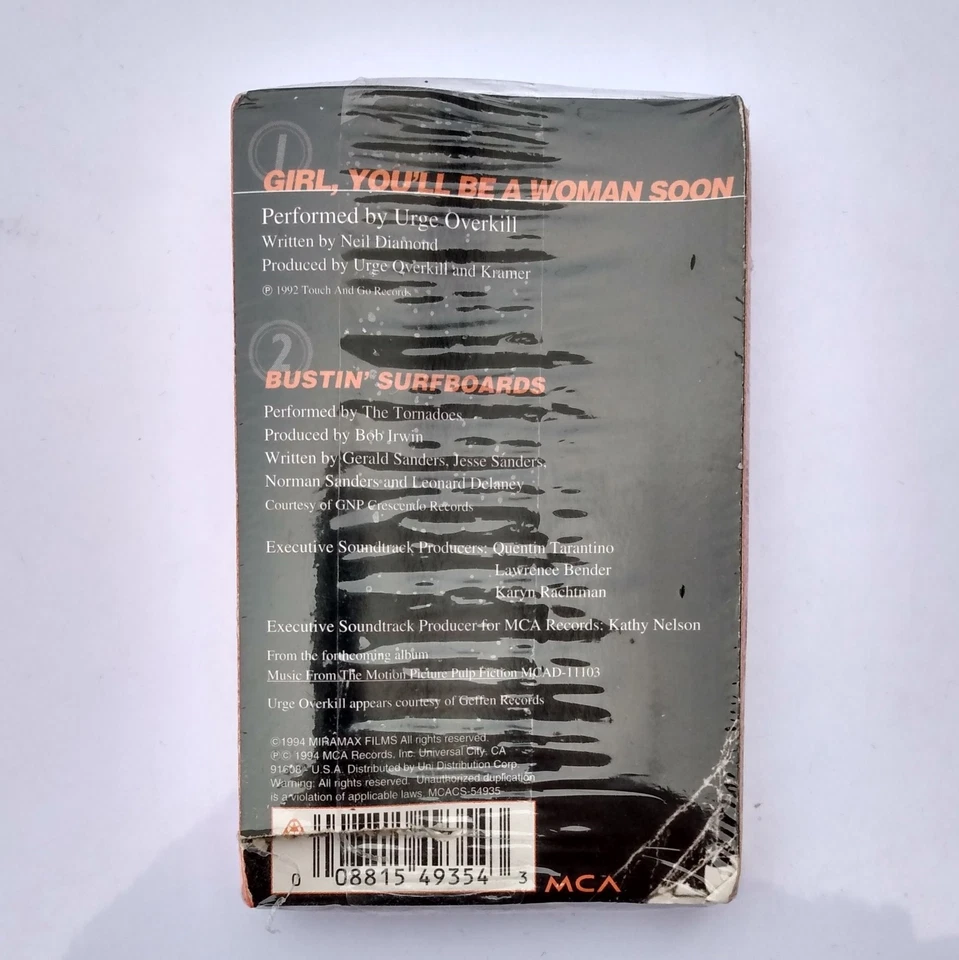 1
GIRL, YOU'LL BE A WOMAN SOON
Performed by Urge Overkill
Written by Neil Diamond
Produced by Urge Overkill and Kramer
℗ 1992 Touch And Go Records
2
BUSTIN' SURFBOARDS
Performed by The Tornadoes
Produced by Bob Irwin
Written by Gerald Sanders, Jesse Sanders,
Norman Sanders and Leonard Delaney
Courtesy of GNP Crescendo Records
Executive Soundtrack Producers: Quentin Tarantino
Lawrence Bender
Karyn Rachtman
Executive Soundtrack Producer for MCA Records: Kathy Nelson
From the forthcoming album
Music From The Motion Picture Pulp Fiction MCAD-11103
Urge Overkill appears courtesy of Geffen Records
©1994 MIRAMAX FILMS All rights reserved.
℗ © 1994 MCA Records, Inc. Universal City, CA
91608 - U.S.A. Distributed by Uni Distribution Corp.
Warning: All rights reserved. Unauthorized duplication
is a violation of applicable laws. MCACS-54935
0 08815 49354 3
MCA